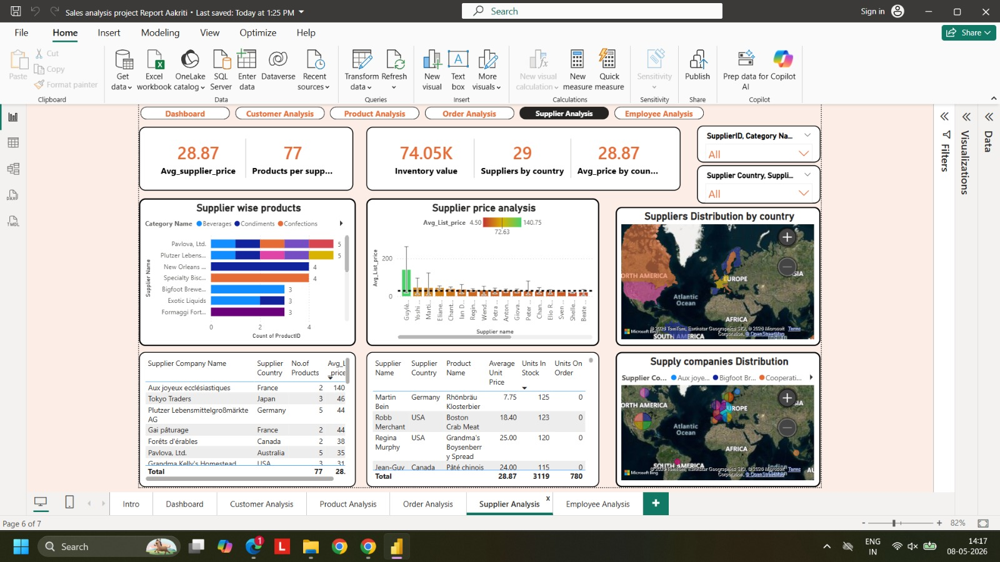 Sales analysis project Report Aakriti • Last saved: Today at 1:25 PM
Search
Sign in
File Home Insert Modeling View Optimize Help
Share
Paste
Cut
Copy
Format painter
Clipboard
Get data
Excel workbook
OneLake catalog
SQL Server
Enter data
Dataverse
Recent sources
Data
Transform data
Refresh
Queries
New visual
Text box
More visuals
Insert
New visual calculation
New measure
Quick measure
Calculations
Sensitivity
Sensitivity
Publish
Share
Prep data for AI
Copilot
Copilot
Dashboard
Customer Analysis
Product Analysis
Order Analysis
Supplier Analysis
Employee Analysis
28.87
Avg_supplier_price
77
Products per supp...
74.05K
Inventory value
29
Suppliers by country
28.87
Avg_price by coun...
SupplierID, Category Na...
All
Supplier Country, Suppli...
All
Filters
Visualizations
Data
Supplier wise products
Category Name Beverages Condiments Confections
Supplier Name
Pavlova, Ltd. 5
Plutzer Lebens... 5
New Orleans ... 4
Specialty Bisc... 4
Bigfoot Brewe... 3
Exotic Liquids 3
Formaggi Fort... 3
0 2 4
Count of ProductID
Supplier price analysis
Avg_List_price 4.50 140.75
72.63
Avg_List_price
200
0
Guylè... Yoshi ... Marti... Eliane... Chant... Ian D... Regin... Wend... Petra ... Anton... Giova... Peter ... Chan... Elio R... Sven ... Shelle... Beate ...
Supplier name
Suppliers Distribution by country
ORTH AMERICA
EUROPE
SIA
Atlantic Ocean
AFRICA
SOUTH AMERICA
Microsoft Bing
© 2026 TomTom, Earthstar Geographics SIO, © 2026 Microsoft Corporation, © OpenStreetMap Terms
Supplier Company Name Supplier Country No.of Products Avg_L _price
Aux joyeux ecclésiastiques France 2 140
Tokyo Traders Japan 3 46
Plutzer Lebensmittelgroßmärkte AG Germany 5 44
Gai pâturage France 2 44
Forêts d'érables Canada 2 38
Pavlova, Ltd. Australia 5 35
Grandma Kelly's Homestead USA 3 31
Total 77 28.
Supplier Name Supplier Country Product Name Average Unit Price Units In Stock Units On Order
Martin Bein Germany Rhönbräu Klosterbier 7.75 125 0
Robb Merchant USA Boston Crab Meat 18.40 123 0
Regina Murphy USA Grandma's Boysenberry Spread 25.00 120 0
Jean-Guy Canada Pâté chinois 24.00 115 0
Total 28.87 3119 780
Supply companies Distribution
Supplier Co... Aux joye... Bigfoot Br... Cooperati...
ORTH AMERICA
EUROPE
SIA
Atlantic Ocean
AFRICA
SOUTH AMERICA
AU
Microsoft Bing
© 2026 TomTom, Earthstar Geographics SIO, © 2026 Microsoft Corporation, © OpenStreetMap Terms
Intro
Dashboard
Customer Analysis
Product Analysis
Order Analysis
Supplier Analysis x
Employee Analysis
+
Page 6 of 7
- + 82%
Search
1
L
ENG
IN
14:17
08-05-2026